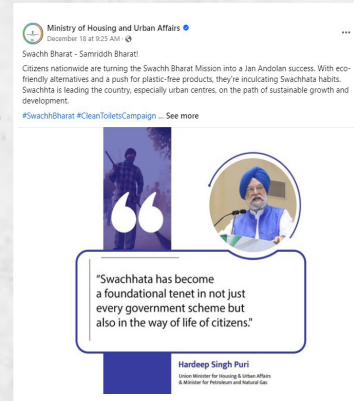 Ministry of Housing and Urban Affairs
December 18 at 9:25 AM ·
Swachh Bharat - Samriddh Bharat!
Citizens nationwide are turning the Swachh Bharat Mission into a Jan Andolan success. With eco-
friendly alternatives and a push for plastic-free products, they're inculcating Swachhata habits.
Swachhta is leading the country, especially urban centres, on the path of sustainable growth and
development.
#SwachhBharat #CleanToiletsCampaign ... See more
"Swachhata has become
a foundational tenet in not just
every government scheme but
also in the way of life of citizens."
Hardeep Singh Puri
Union Minister for Housing & Urban Affairs
& Minister for Petroleum and Natural Gas